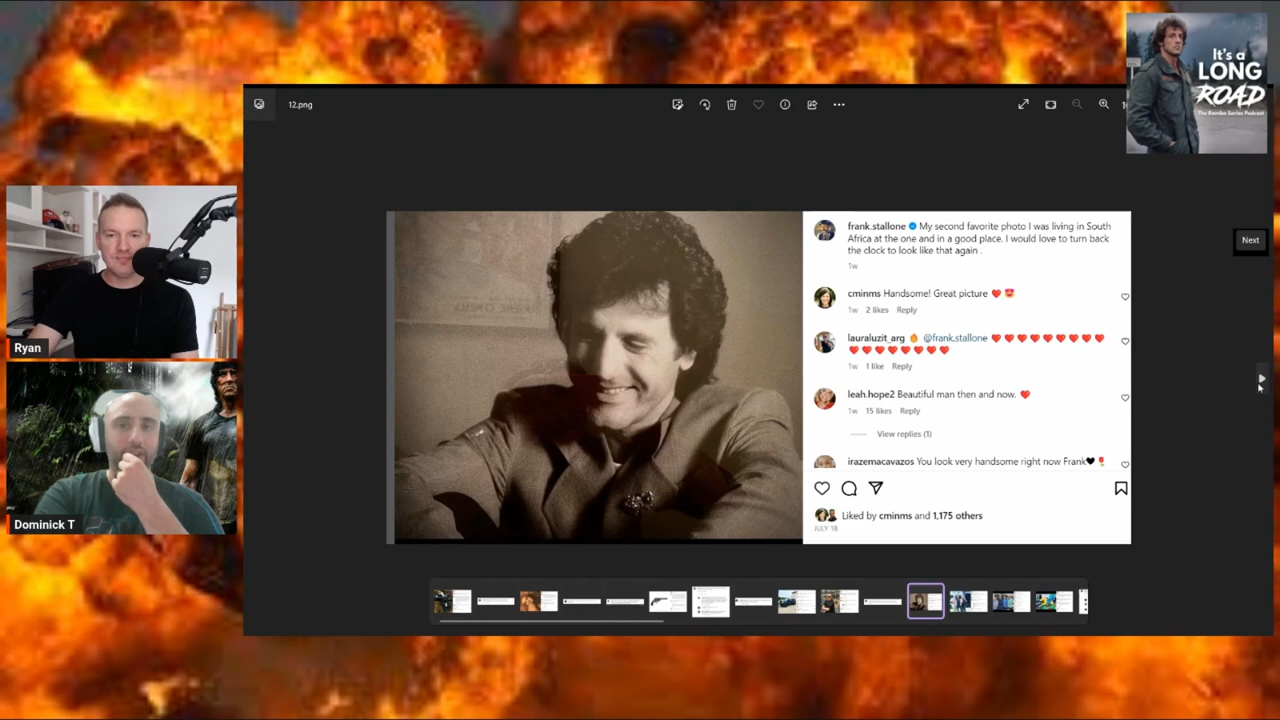 12.png
It's a
LONG
ROAD
The Rambo Series Podcast
Next
Ryan
Dominick T
frank.stallone My second favorite photo I was living in South
Africa at the one and in a good place. I would love to turn back
the clock to look like that again .
1w
cminms Handsome! Great picture ❤️ 😍
1w 2 likes Reply
lauraluzit_arg 🔥 @frank.stallone ❤️ ❤️ ❤️ ❤️ ❤️ ❤️ ❤️ ❤️ ❤️
❤️ ❤️ ❤️ ❤️ ❤️ ❤️ ❤️ ❤️
1w 1 like Reply
leah.hope2 Beautiful man then and now. ❤️
1w 15 likes Reply
View replies (1)
irazemacavazos You look very handsome right now Frank🖤🌹
Liked by cminms and 1,175 others
JULY 18